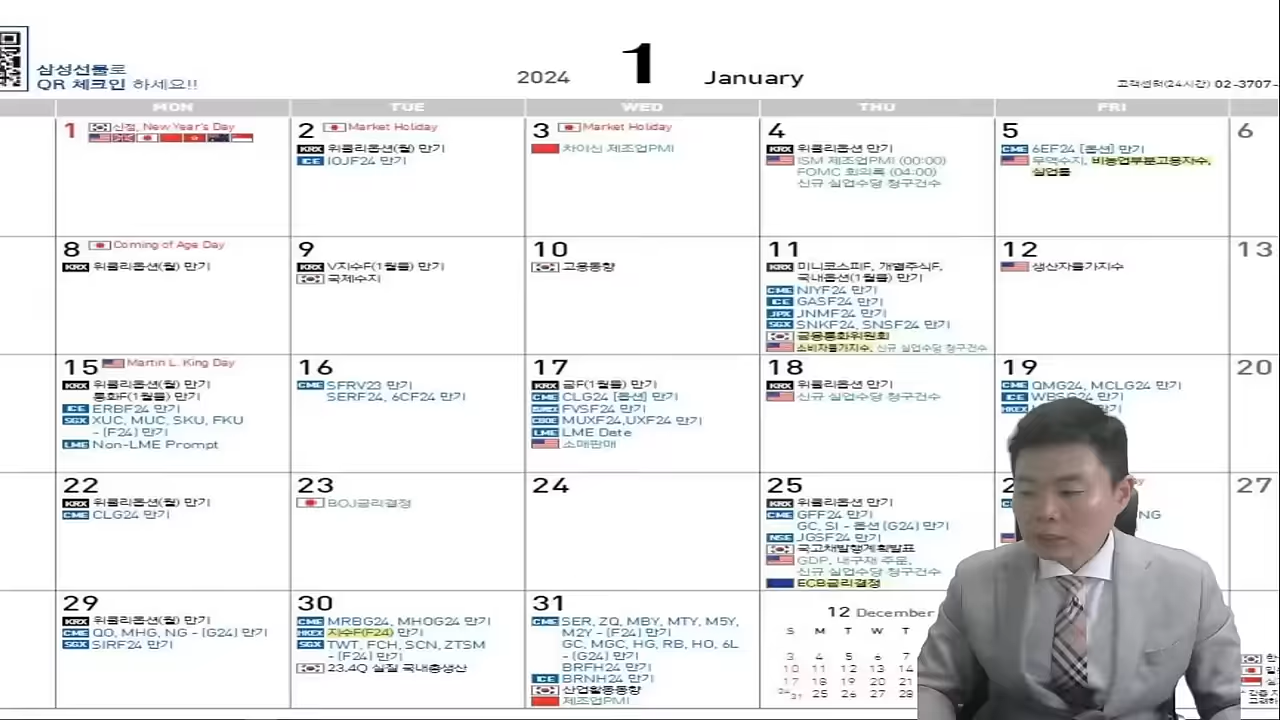 삼성선물로
QR 체크인 하세요!!
2024 1 January
고객센터(24시간) 02-3707-
MON TUE WED THU FRI
1 신정, New Year's Day
2 Market Holiday
KRX 위클리옵션(월) 만기
ICE IOJF24 만기
3 Market Holiday
차이신 제조업PMI
4
KRX 위클리옵션 만기
ISM 제조업PMI (00:00)
FOMC 회의록 (04:00)
신규 실업수당 청구건수
5
CME 6EF24 [옵션] 만기
무역수지, 비농업부분고용자수,
실업률
6
8 Coming of Age Day
KRX 위클리옵션(월) 만기
9
KRX V지수F(1월물) 만기
국제수지
10
고용동향
11
KRX 미니코스피F, 개별주식F,
국내옵션(1월물) 만기
CME NIYF24 만기
ICE GASF24 만기
JPX JNMF24 만기
SGX SNKF24, SNSF24 만기
금융통화위원회
소비자물가지수, 신규 실업수당 청구건수
12
생산자물가지수
13
15 Martin L. King Day
KRX 위클리옵션(월) 만기
통화F(1월물) 만기
ICE ERBF24 만기
SGX XUC, MUC, SKU, FKU
- (F24) 만기
LME Non-LME Prompt
16
CME SFRV23 만기
SERF24, 6CF24 만기
17
KRX 금F(1월물) 만기
CME CLG24 [옵션] 만기
FVSF24 만기
CBOE MUXF24,UXF24 만기
LME LME Date
소매판매
18
KRX 위클리옵션 만기
신규 실업수당 청구건수
19
CME QMG24, MCLG24 만기
ICE WBSG24 만기
HKEX 만기
20
22
KRX 위클리옵션(월) 만기
CME CLG24 만기
23
BOJ금리결정
24
25
KRX 위클리옵션 만기
CME GFF24 만기
GC, SI - 옵션 (G24) 만기
NSE JGSF24 만기
국고채발행계획발표
GDP, 내구재 주문,
신규 실업수당 청구건수
ECB금리결정
NG
27
29
KRX 위클리옵션(월) 만기
CME QO, MHG, NG - (G24) 만기
SGX SIRF24 만기
30
CME MRBG24, MHOG24 만기
HKEX 지수F(F24) 만기
SGX TWT, FCH, SCN, ZTSM
- (F24) 만기
23.4Q 실질 국내총생산
31
CME SER, ZQ, MBY, MTY, M5Y,
M2Y - (F24) 만기
GC, MGC, HG, RB, HO, 6L
- (G24) 만기
BRFH24 만기
ICE BRNH24 만기
산업활동동향
제조업PMI
12 December
S M T W T
3 4 5 6 7
10 11 12 13 14
17 18 19 20 21
24 31 25 26 27 28